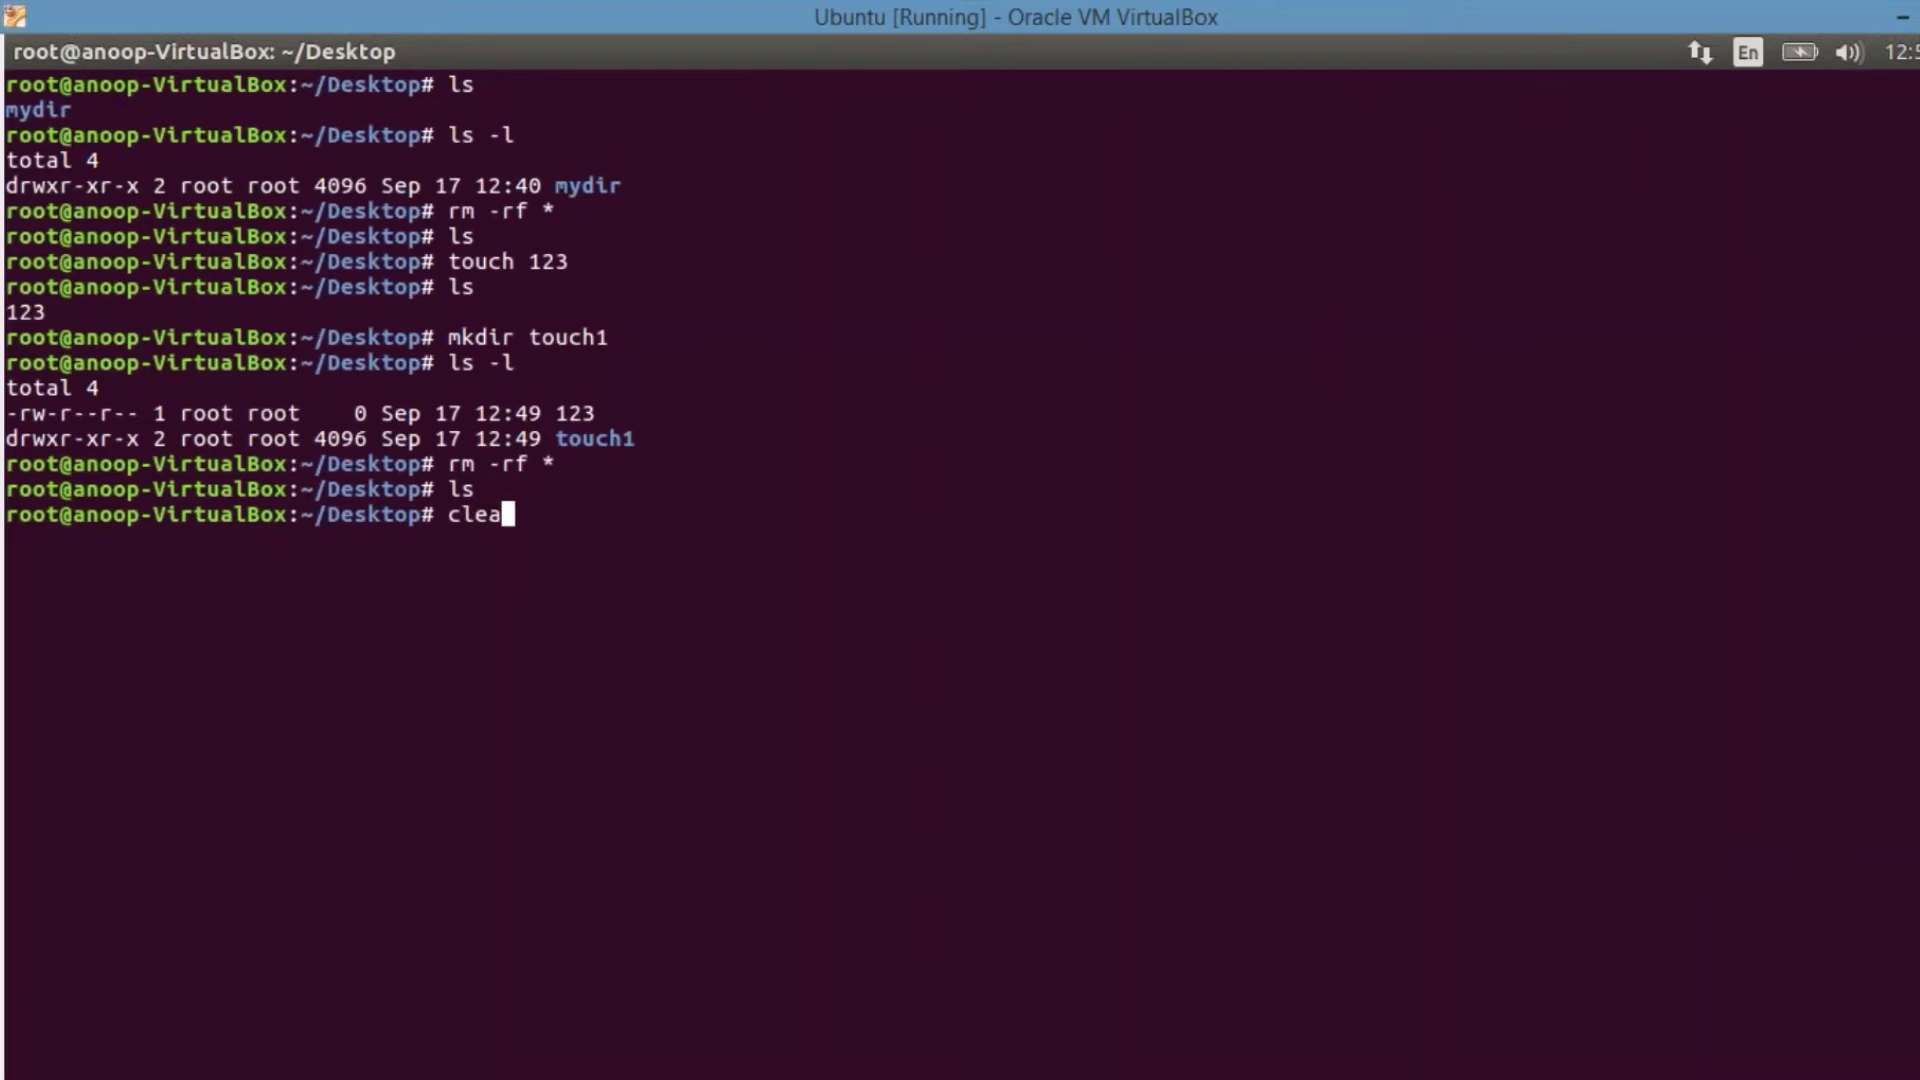 Ubuntu [Running] - Oracle VM VirtualBox
root@anoop-VirtualBox: ~/Desktop
En
root@anoop-VirtualBox:~/Desktop# ls
mydir
root@anoop-VirtualBox:~/Desktop# ls -l
total 4
drwxr-xr-x 2 root root 4096 Sep 17 12:40 mydir
root@anoop-VirtualBox:~/Desktop# rm -rf *
root@anoop-VirtualBox:~/Desktop# ls
root@anoop-VirtualBox:~/Desktop# touch 123
root@anoop-VirtualBox:~/Desktop# ls
123
root@anoop-VirtualBox:~/Desktop# mkdir touch1
root@anoop-VirtualBox:~/Desktop# ls -l
total 4
-rw-r--r-- 1 root root    0 Sep 17 12:49 123
drwxr-xr-x 2 root root 4096 Sep 17 12:49 touch1
root@anoop-VirtualBox:~/Desktop# rm -rf *
root@anoop-VirtualBox:~/Desktop# ls
root@anoop-VirtualBox:~/Desktop# clea